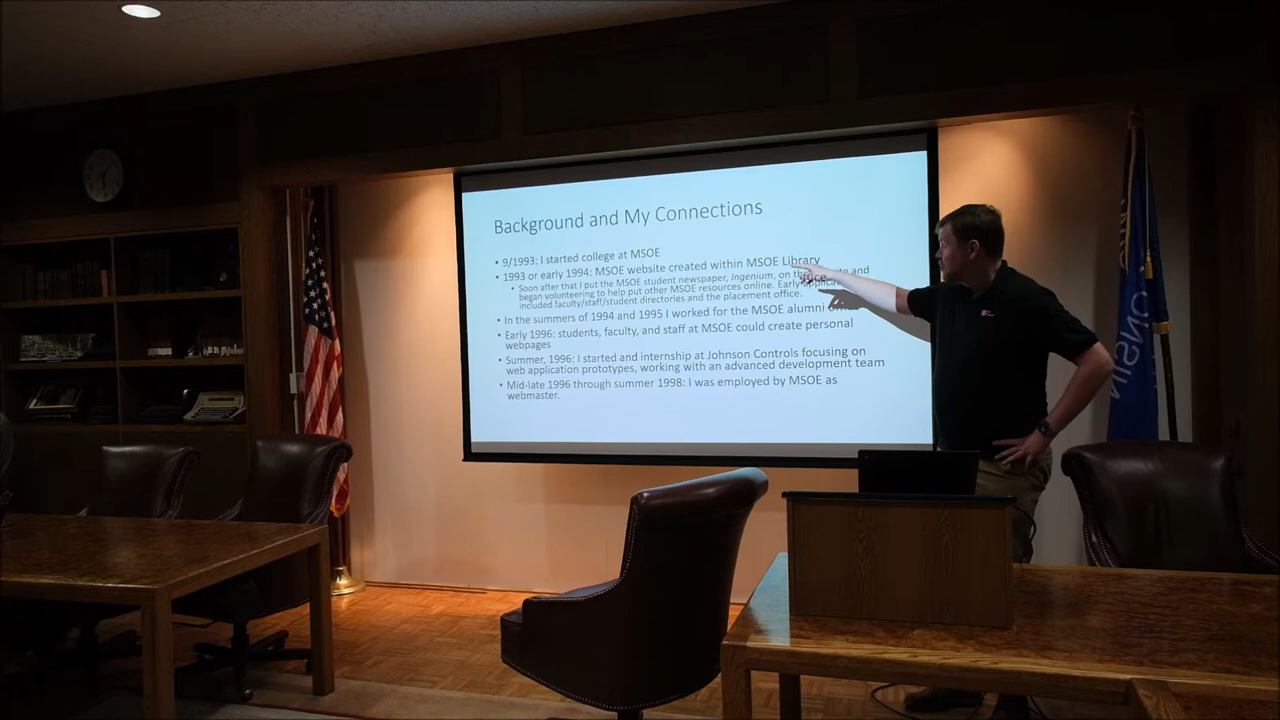 Background and My Connections
• 9/1993: I started college at MSOE
• 1993 or early 1994: MSOE website created within MSOE Library
• Soon after that I put the MSOE student newspaper, Ingenium, on the and
began volunteering to help put other MSOE resources online. Early
included faculty/staff/student directories and the placement office.
• In the summers of 1994 and 1995 I worked for the MSOE alumni office
• Early 1996: students, faculty, and staff at MSOE could create personal
webpages
• Summer, 1996: I started and internship at Johnson Controls focusing on
web application prototypes, working with an advanced development team
• Mid-late 1996 through summer 1998: I was employed by MSOE as
webmaster.